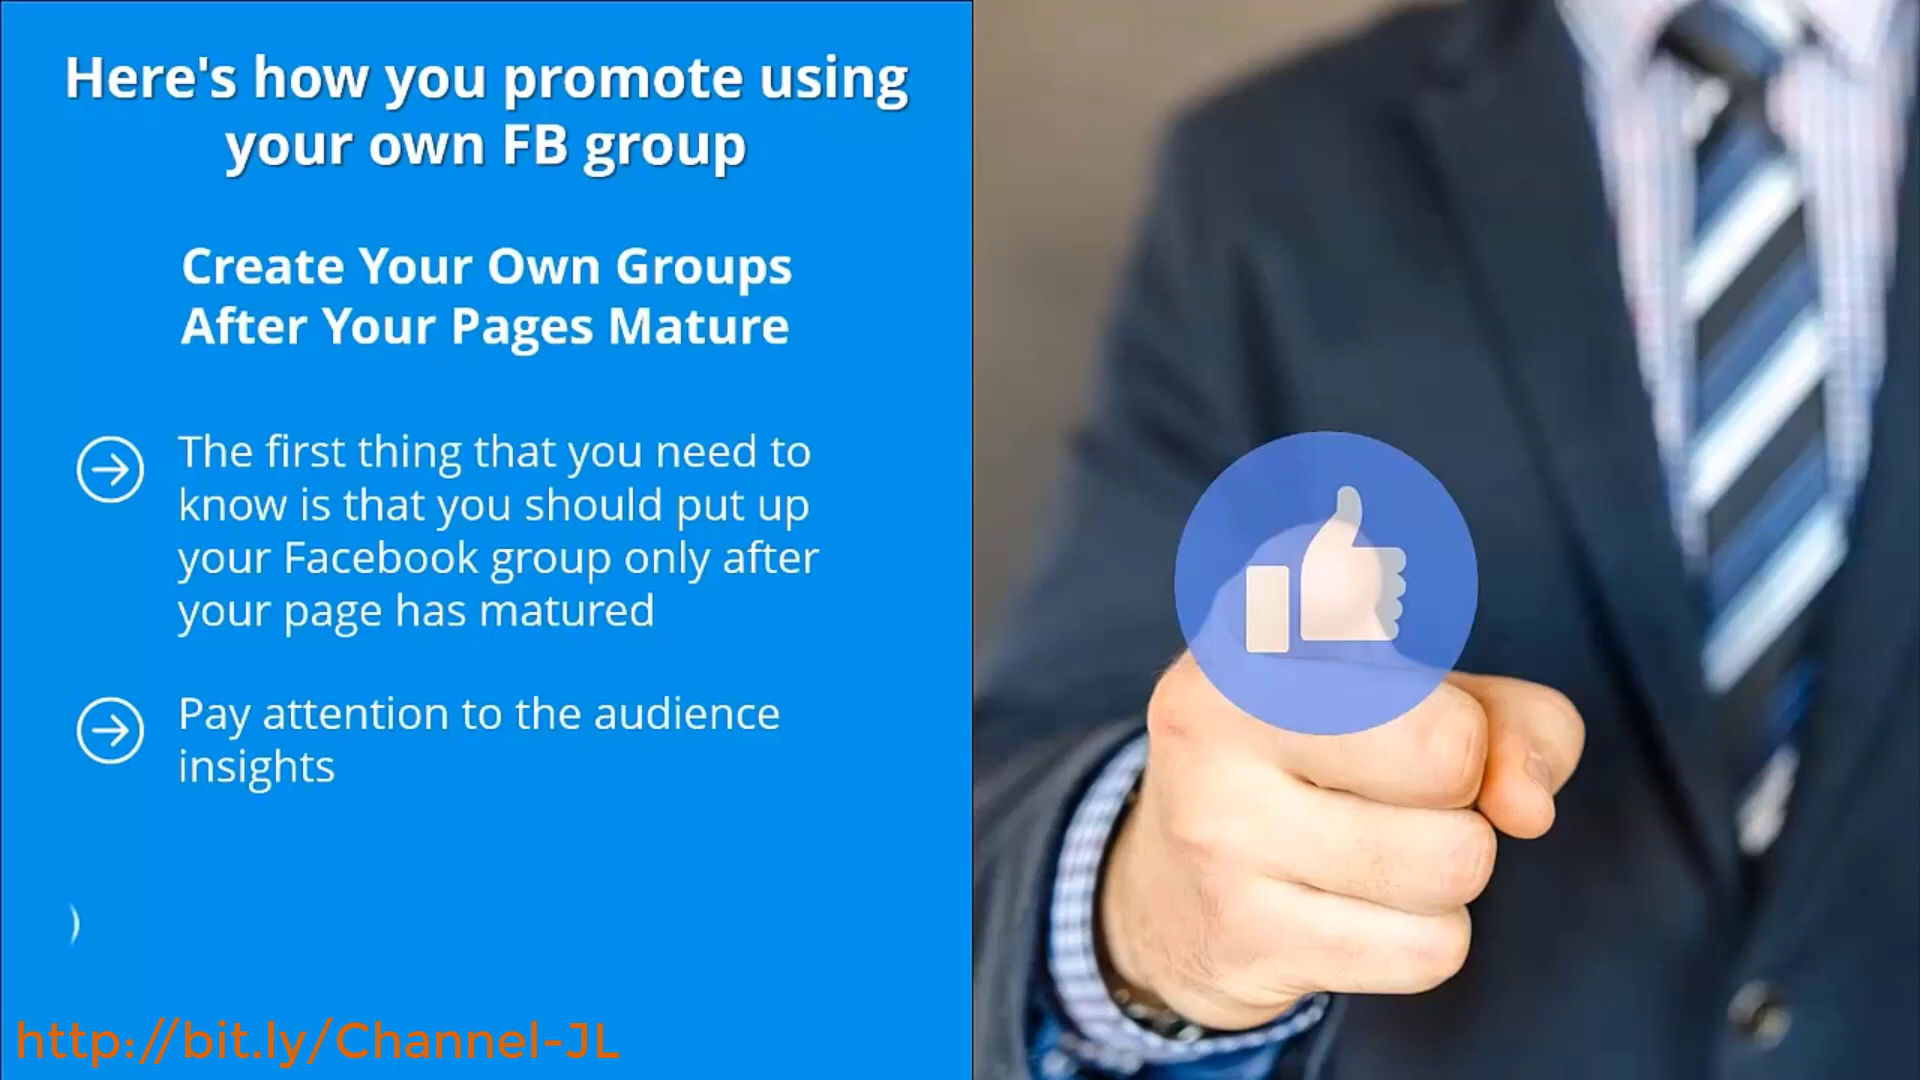 Here's how you promote using
your own FB group
Create Your Own Groups
After Your Pages Mature
The first thing that you need to
know is that you should put up
your Facebook group only after
your page has matured
Pay attention to the audience
insights
http://bit.ly/Channel-JL